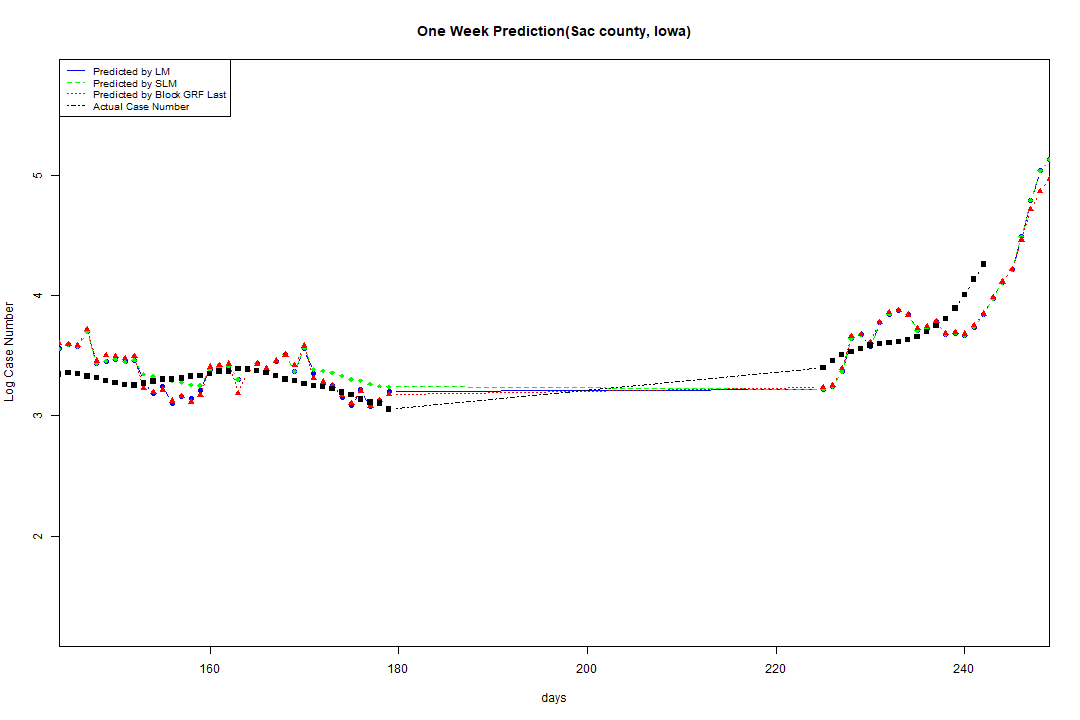 One Week Prediction(Sac county, Iowa)
Predicted by LM
Predicted by SLM
Predicted by Block GRF Last
Actual Case Number
Log Case Number
5
4
3
2
160
180
200
220
240
days